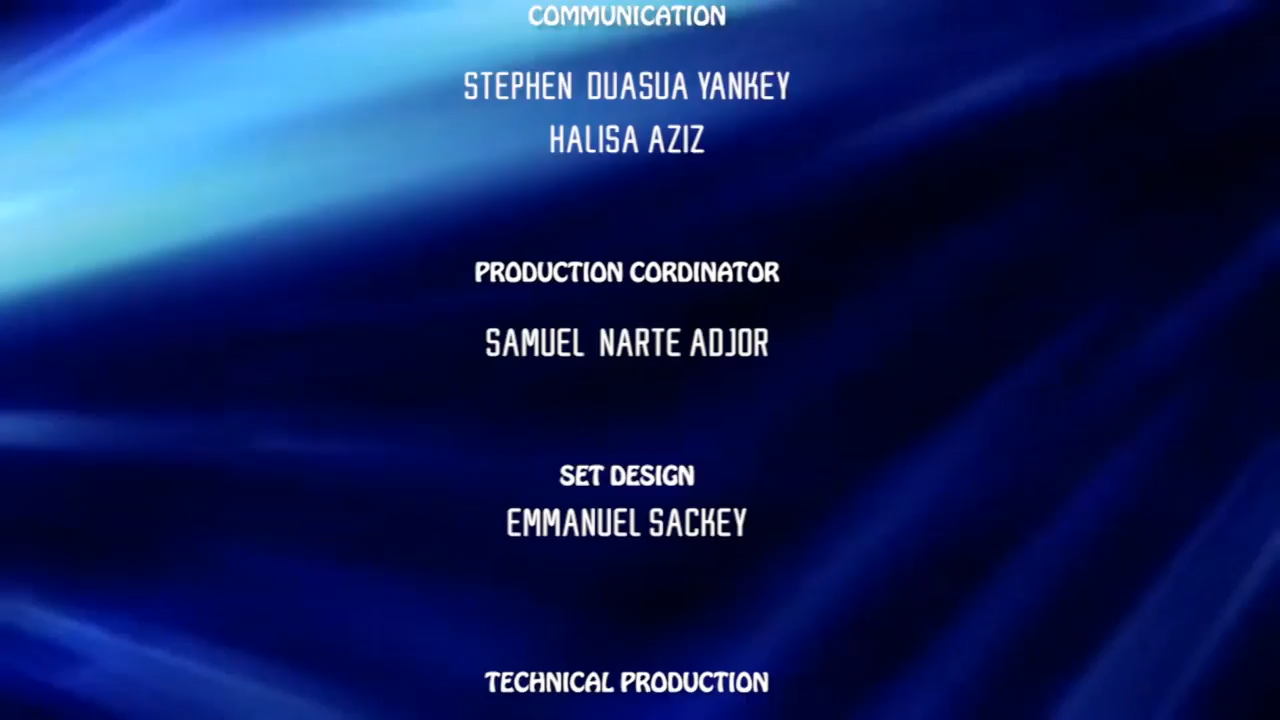 COMMUNICATION
STEPHEN DUASUA YANKEY
HALISA AZIZ
PRODUCTION CORDINATOR
SAMUEL NARTE ADJOR
SET DESIGN
EMMANUEL SACKEY
TECHNICAL PRODUCTION